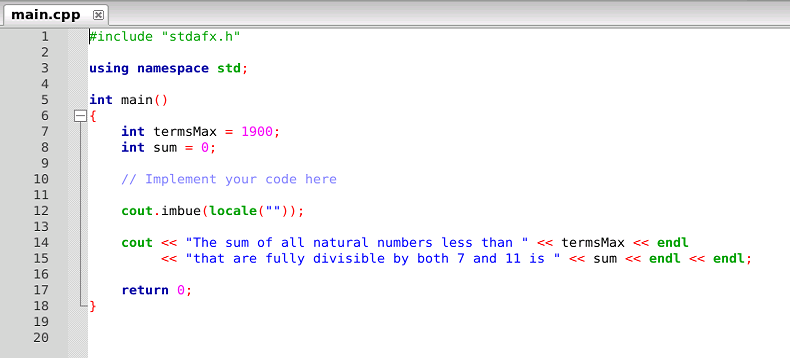 main.cpp
1 #include "stdafx.h"
2
3 using namespace std;
4
5 int main()
6 {
7 int termsMax = 1900;
8 int sum = 0;
9
10 // Implement your code here
11
12 cout.imbue(locale(""));
13
14 cout << "The sum of all natural numbers less than " << termsMax << endl
15 << "that are fully divisible by both 7 and 11 is " << sum << endl << endl;
16
17 return 0;
18 }
19
20